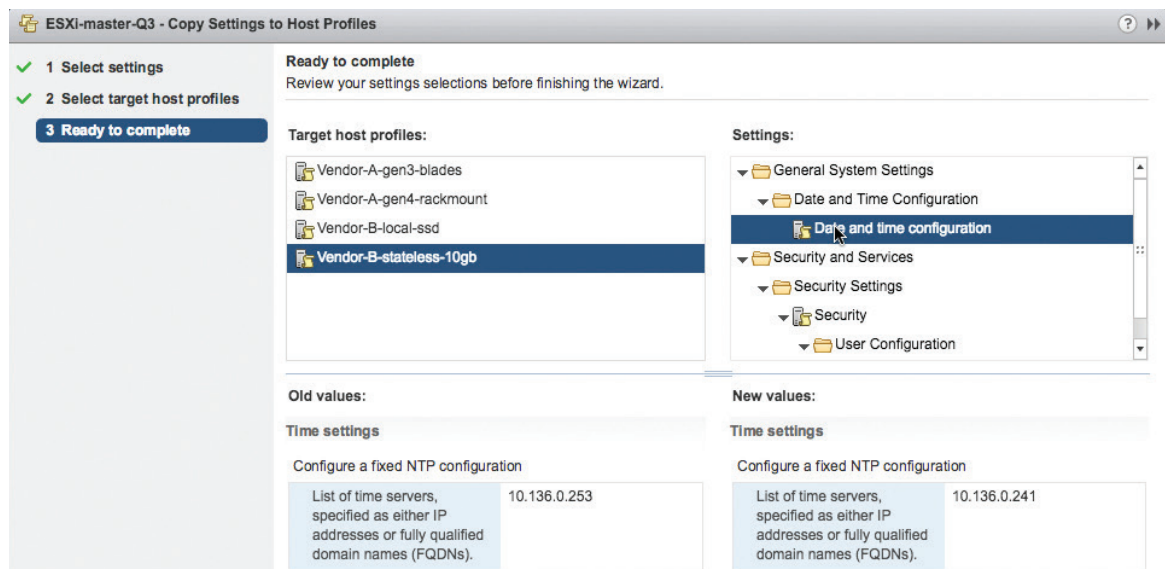 ESXi-master-Q3 - Copy Settings to Host Profiles
?
1 Select settings
2 Select target host profiles
3 Ready to complete
Ready to complete
Review your settings selections before finishing the wizard.
Target host profiles:
Vendor-A-gen3-blades
Vendor-A-gen4-rackmount
Vendor-B-local-ssd
Vendor-B-stateless-10gb
Settings:
General System Settings
Date and Time Configuration
Date and time configuration
Security and Services
Security Settings
Security
User Configuration
Old values:
Time settings
Configure a fixed NTP configuration
List of time servers,
specified as either IP
addresses or fully qualified
domain names (FQDNs).
10.136.0.253
New values:
Time settings
Configure a fixed NTP configuration
List of time servers,
specified as either IP
addresses or fully qualified
domain names (FQDNs).
10.136.0.241